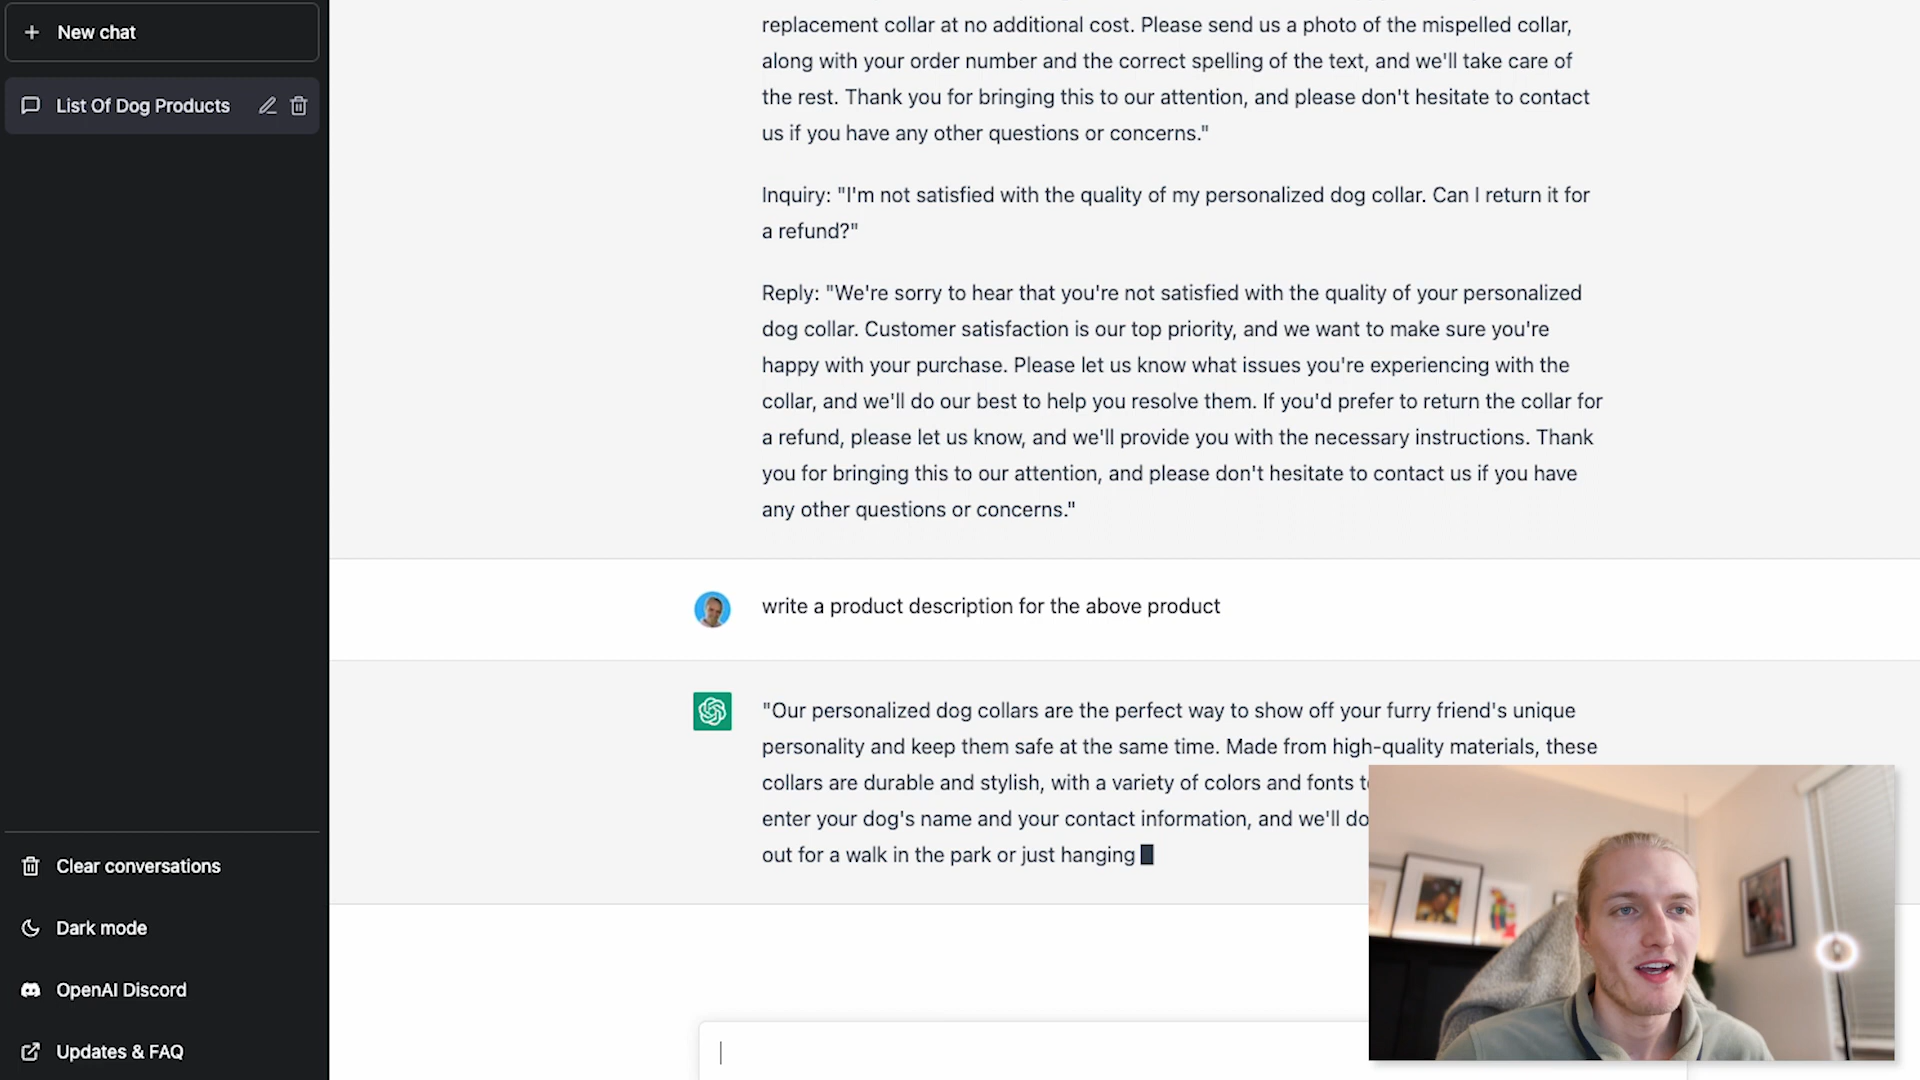 New chat
List Of Dog Products
Clear conversations
Dark mode
OpenAI Discord
Updates & FAQ
replacement collar at no additional cost. Please send us a photo of the mispelled collar,
along with your order number and the correct spelling of the text, and we'll take care of
the rest. Thank you for bringing this to our attention, and please don't hesitate to contact
us if you have any other questions or concerns."
Inquiry: "I'm not satisfied with the quality of my personalized dog collar. Can I return it for
a refund?"
Reply: "We're sorry to hear that you're not satisfied with the quality of your personalized
dog collar. Customer satisfaction is our top priority, and we want to make sure you're
happy with your purchase. Please let us know what issues you're experiencing with the
collar, and we'll do our best to help you resolve them. If you'd prefer to return the collar for
a refund, please let us know, and we'll provide you with the necessary instructions. Thank
you for bringing this to our attention, and please don't hesitate to contact us if you have
any other questions or concerns."
write a product description for the above product
"Our personalized dog collars are the perfect way to show off your furry friend's unique
personality and keep them safe at the same time. Made from high-quality materials, these
collars are durable and stylish, with a variety of colors and fonts
enter your dog's name and your contact information, and we'll do
out for a walk in the park or just hanging